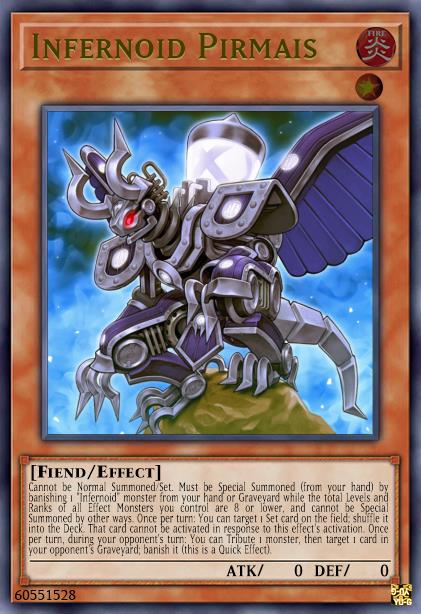 Infernoid Pirmais
FIRE
炎
[Fiend/Effect]
Cannot be Normal Summoned/Set. Must be Special Summoned (from your hand) by
banishing 1 "Infernoid" monster from your hand or Graveyard while the total Levels and
Ranks of all Effect Monsters you control are 8 or lower, and cannot be Special
Summoned by other ways. Once per turn: You can target 1 Set card on the field; shuffle it
into the Deck. That card cannot be activated in response to this effect's activation. Once
per turn, during your opponent's turn: You can Tribute 1 monster, then target 1 card in
your opponent's Graveyard; banish it (this is a Quick Effect).
ATK/ 0 DEF/ 0
60551528